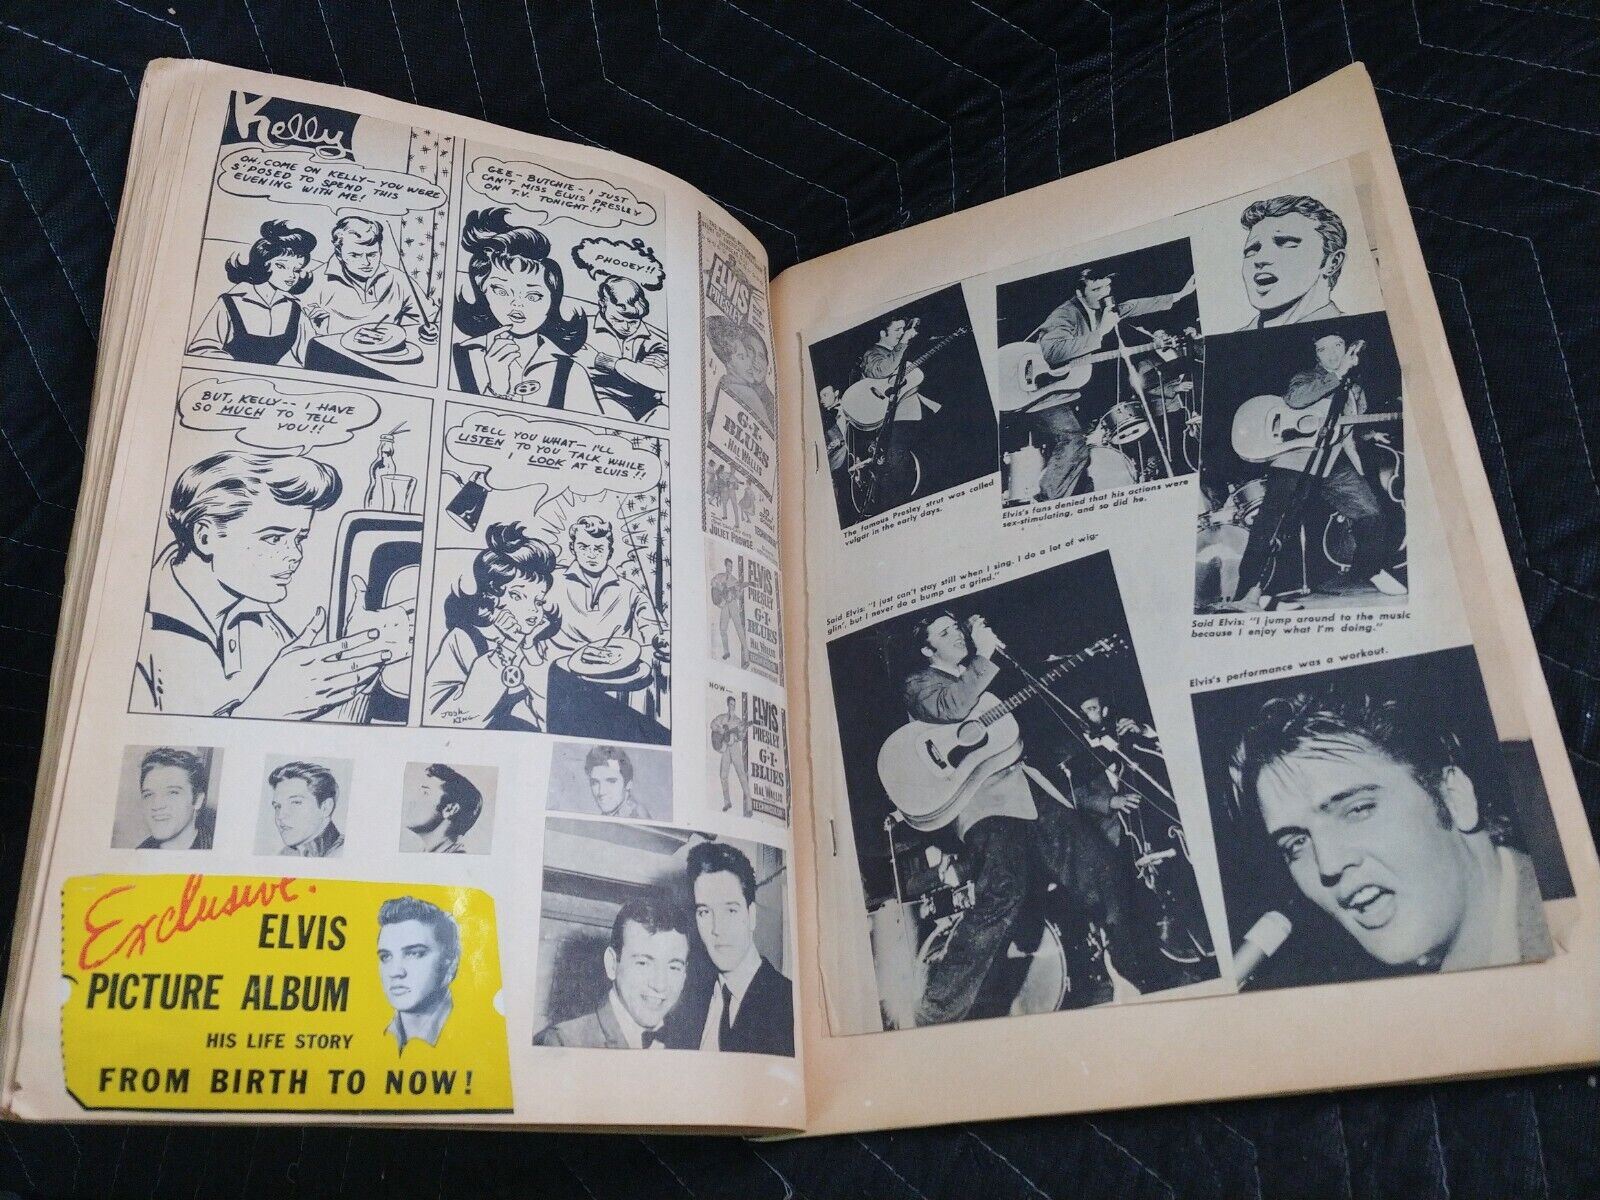 Kelly
OH, COME ON KELLY— YOU WERE
S'POSED TO SPEND THIS
EVENING WITH ME!
GEE - BUTCHIE - I JUST
CAN'T MISS ELVIS PRESLEY
ON T.V. TONIGHT!!
PHOOEY!!
BUT, KELLY-- I HAVE
SO MUCH TO TELL
YOU!!
TELL YOU WHAT— I'LL
LISTEN TO YOU TALK WHILE
I LOOK AT ELVIS!!
JOSH
KING
ELVIS
PRESLEY
G·I·
BLUES
HAL WALLIS
JULIET PROWSE
ELVIS
PRESLEY
G·I·
BLUES
HAL WALLIS
TECHNICOLOR
NOW—
ELVIS
PRESLEY
G·I·
BLUES
HAL WALLIS
TECHNICOLOR
Exclusive!
ELVIS
PICTURE ALBUM
HIS LIFE STORY
FROM BIRTH TO NOW!
The famous Presley strut was called
vulgar in the early days.
Elvis's fans denied that his actions were
sex-stimulating, and so did he.
Said Elvis: "I just can't stay still when I sing. I do a lot of wig-
glin', but I never do a bump or a grind."
Said Elvis: "I jump around to the music
because I enjoy what I'm doing."
Elvis's performance was a workout.